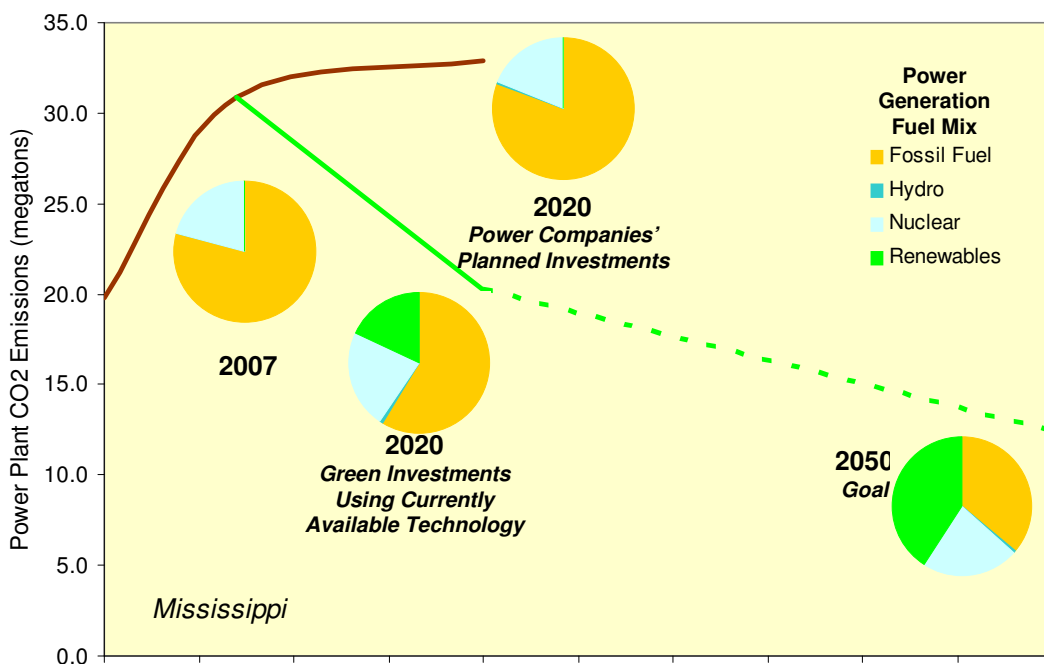 35.0
30.0
25.0
20.0
15.0
10.0
5.0
0.0
Power Plant CO2 Emissions (megatons)
Power
Generation
Fuel Mix
Fossil Fuel
Hydro
Nuclear
Renewables
2020
Power Companies’
Planned Investments
2007
2020
Green Investments
Using Currently
Available Technology
2050
Goal
Mississippi